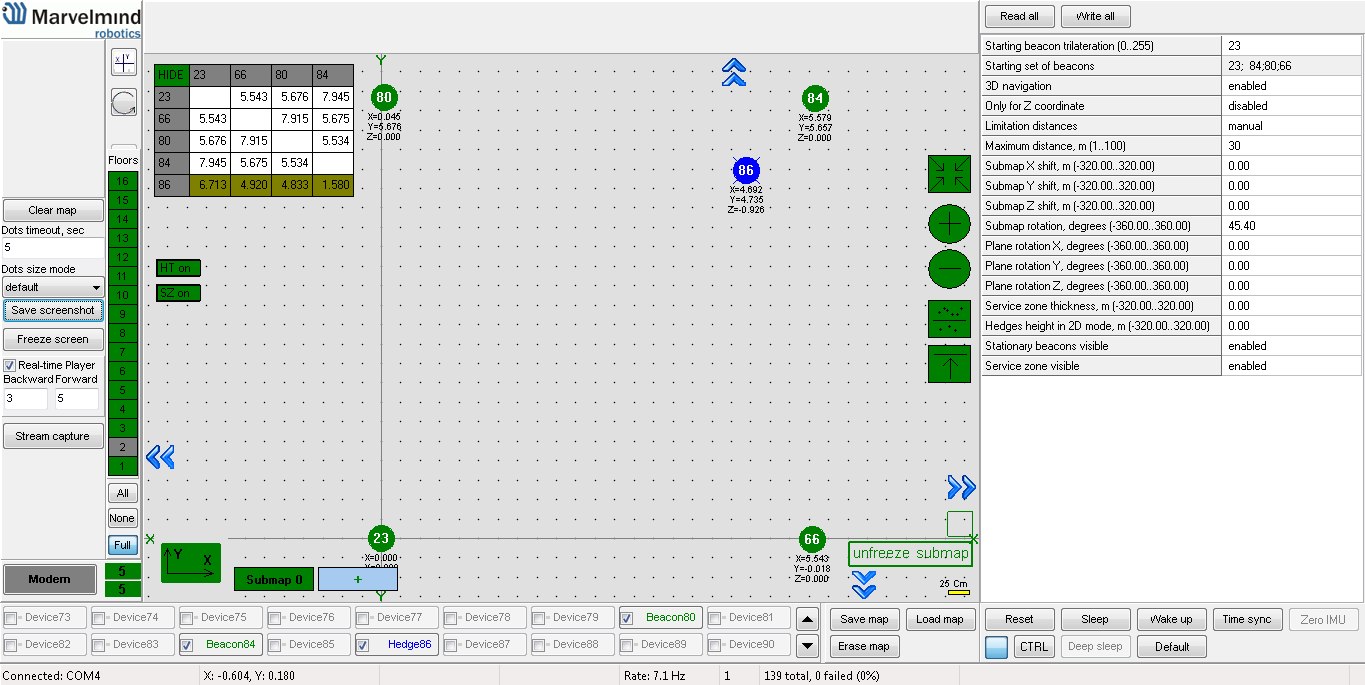 Marvelmind
robotics
Clear map
Dots timeout, sec
5
Dots size mode
default
Save screenshot
Freeze screen
Real-time Player
Backward Forward
3 5
Stream capture
Modern
X Y
Floors
16
15
14
13
12
11
10
9
8
7
6
5
4
3
2
1
All
None
Full
5
5
HIDE 23 66 80 84
23 5.543 5.676 7.945
66 5.543 7.915 5.675
80 5.676 7.915 5.534
84 7.945 5.675 5.534
86 6.713 4.920 4.833 1.580
HT on
SZ on
Y
80
X=0.045
Y=5.676
Z=0.000
84
X=5.579
Y=5.657
Z=0.000
86
X=4.692
Y=4.735
Z=-0.926
X
23
X=0.000
66
X=5.543
Y=-0.018
Z=0.000
X
Y X
Submap 0
+
Y
unfreeze submap
25 Cm
Read all Write all
Starting beacon trilateration (0..255) 23
Starting set of beacons 23; 84;80;66
3D navigation enabled
Only for Z coordinate disabled
Limitation distances manual
Maximum distance, m (1..100) 30
Submap X shift, m (-320.00..320.00) 0.00
Submap Y shift, m (-320.00..320.00) 0.00
Submap Z shift, m (-320.00..320.00) 0.00
Submap rotation, degrees (-360.00..360.00) 45.40
Plane rotation X, degrees (-360.00..360.00) 0.00
Plane rotation Y, degrees (-360.00..360.00) 0.00
Plane rotation Z, degrees (-360.00..360.00) 0.00
Service zone thickness, m (-320.00..320.00) 0.00
Hedges height in 2D mode, m (-320.00..320.00) 0.00
Stationary beacons visible enabled
Service zone visible enabled
Device73 Device74 Device75 Device76 Device77 Device78 Device79 Beacon80 Device81
Device82 Device83 Beacon84 Device85 Hedge86 Device87 Device88 Device89 Device90
Save map Load map
Erase map
Reset Sleep Wake up Time sync Zero IMU
CTRL Deep sleep Default
Connected: COM4 X: -0.604, Y: 0.180 Rate: 7.1 Hz 1 139 total, 0 failed (0%)